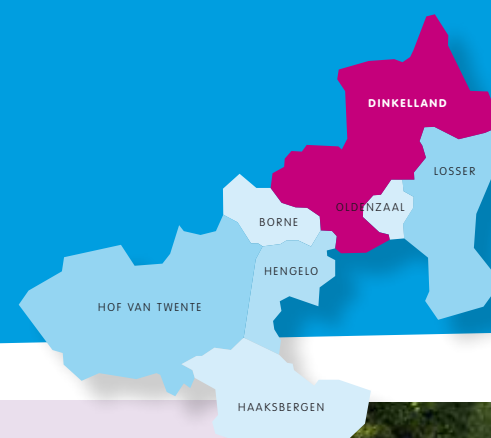 DINKELLAND
LOSSER
OLDENZAAL
BORNE
HENGELO
HOF VAN TWENTE
HAAKSBERGEN